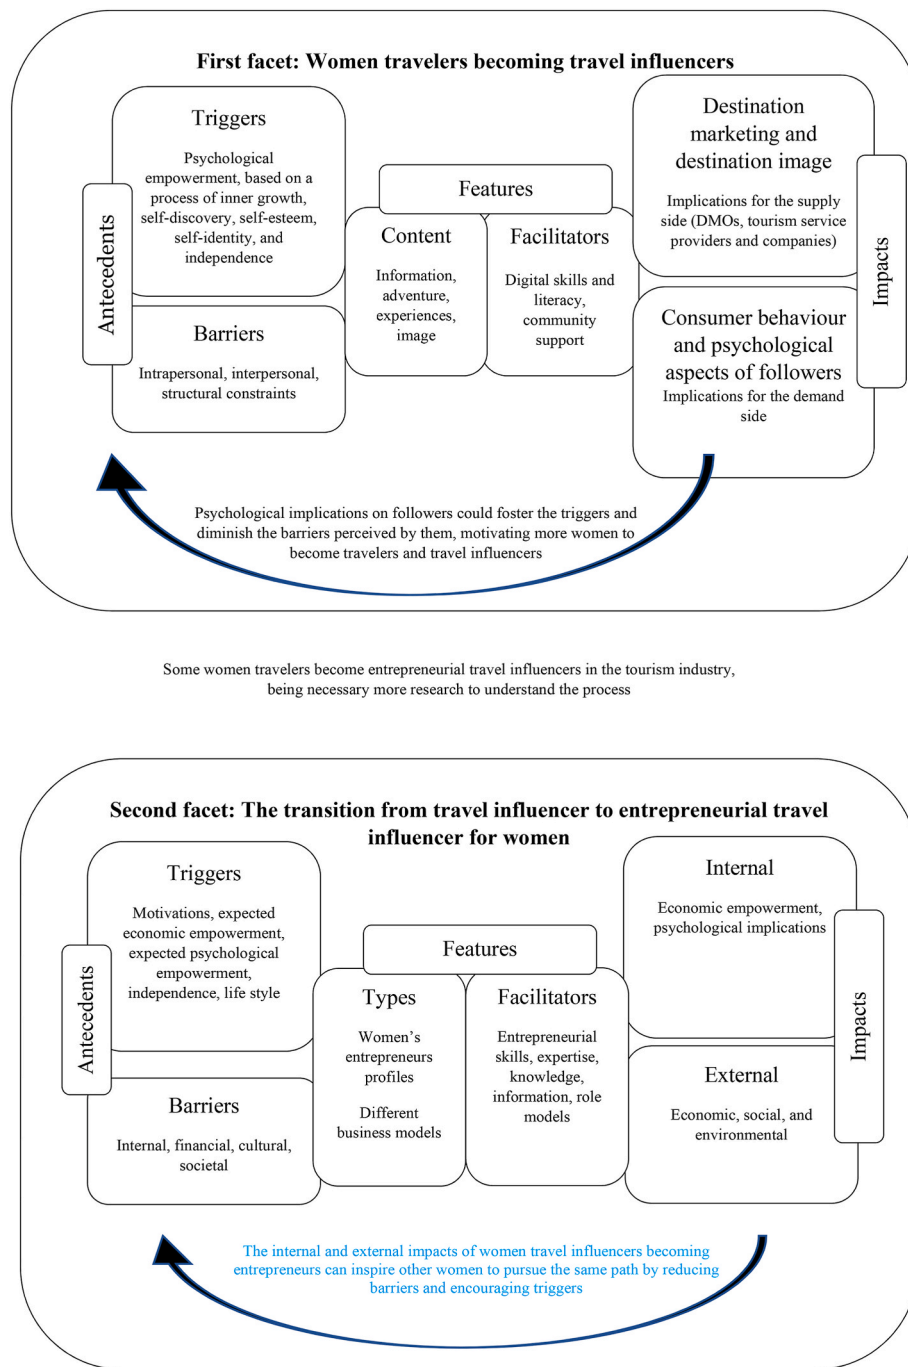 First facet: Women travelers becoming travel influencers
Antecedents
Triggers
Psychological
empowerment, based on a
process of inner growth,
self-discovery, self-esteem,
self-identity, and
independence
Barriers
Intrapersonal, interpersonal,
structural constraints
Features
Content
Information,
adventure,
experiences,
image
Facilitators
Digital skills and
literacy,
community
support
Destination
marketing and
destination image
Implications for the supply
side (DMOs, tourism service
providers and companies)
Consumer behaviour
and psychological
aspects of followers
Implications for the demand
side
Impacts
Psychological implications on followers could foster the triggers and
diminish the barriers perceived by them, motivating more women to
become travelers and travel influencers
Some women travelers become entrepreneurial travel influencers in the tourism industry,
being necessary more research to understand the process
Second facet: The transition from travel influencer to entrepreneurial travel
influencer for women
Antecedents
Triggers
Motivations, expected
economic empowerment,
expected psychological
empowerment,
independence, life style
Barriers
Internal, financial, cultural,
societal
Features
Types
Women’s
entrepreneurs
profiles
Different
business models
Facilitators
Entrepreneurial
skills, expertise,
knowledge,
information, role
models
Internal
Economic empowerment,
psychological implications
External
Economic, social, and
environmental
Impacts
The internal and external impacts of women travel influencers becoming
entrepreneurs can inspire other women to pursue the same path by reducing
barriers and encouraging triggers